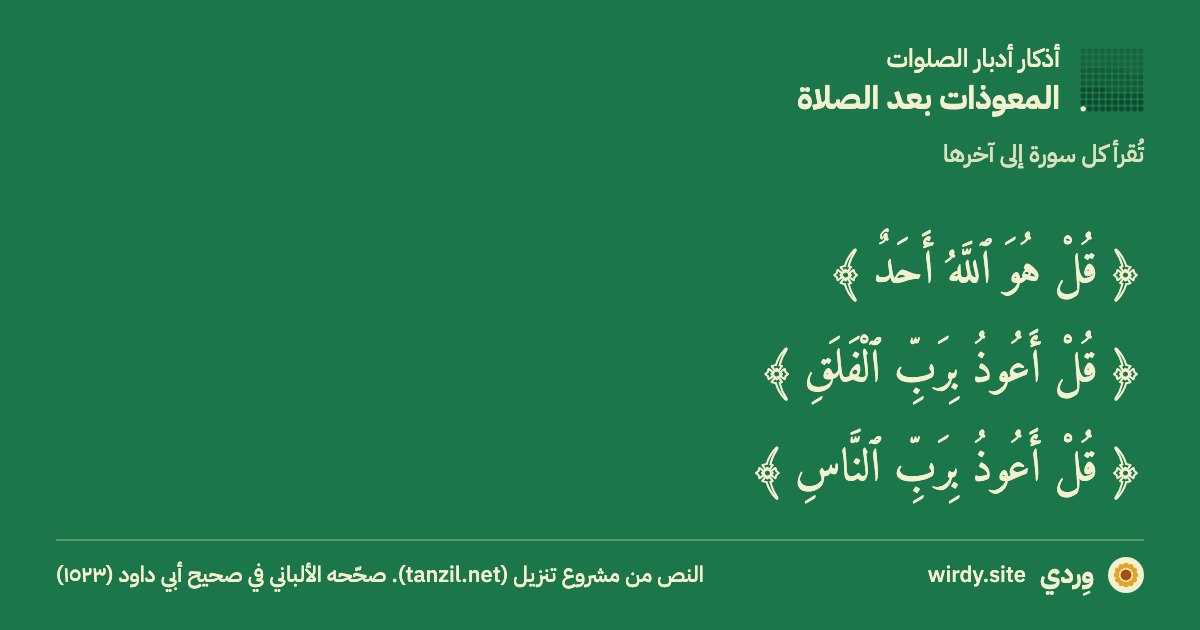 أذكار أدبار الصلوات
المعوذات بعد الصلاة
تُقرأ كل سورة إلى آخرها
﴿ قُلْ هُوَ ٱللَّهُ أَحَدٌ ﴾
﴿ قُلْ أَعُوذُ بِرَبِّ ٱلْفَلَقِ ﴾
﴿ قُلْ أَعُوذُ بِرَبِّ ٱلنَّاسِ ﴾
وِردي wirdy.site
النص من مشروع تنزيل (tanzil.net). صحّحه الألباني في صحيح أبي داود (١٥٢٣)